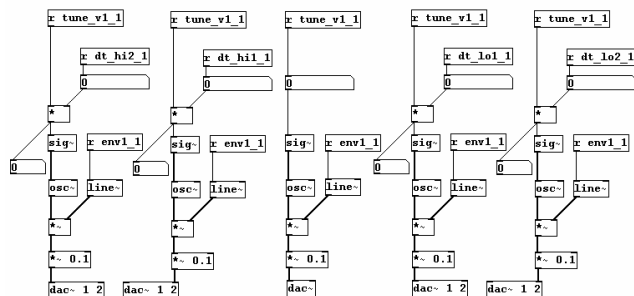 r tune_v1_1 r tune_v1_1 r tune_v1_1 r tune_v1_1 r tune_v1_1
r dt_hi2_1 r dt_hi1_1 r dt_lo1_1 r dt_lo2_1
0 0 0 0 0
* * * *
sig~ r env1_1 sig~ r env1_1 sig~ r env1_1 sig~ r env1_1 sig~ r env1_1
0 0 0 0
osc~ line~ osc~ line~ osc~ line~ osc~ line~ osc~ line~
*~ *~ *~ *~ *~
*~ 0.1 *~ 0.1 *~ 0.1 *~ 0.1 *~ 0.1
dac~ 1 2 dac~ 1 2 dac~ dac~ 1 2 dac~ 1 2